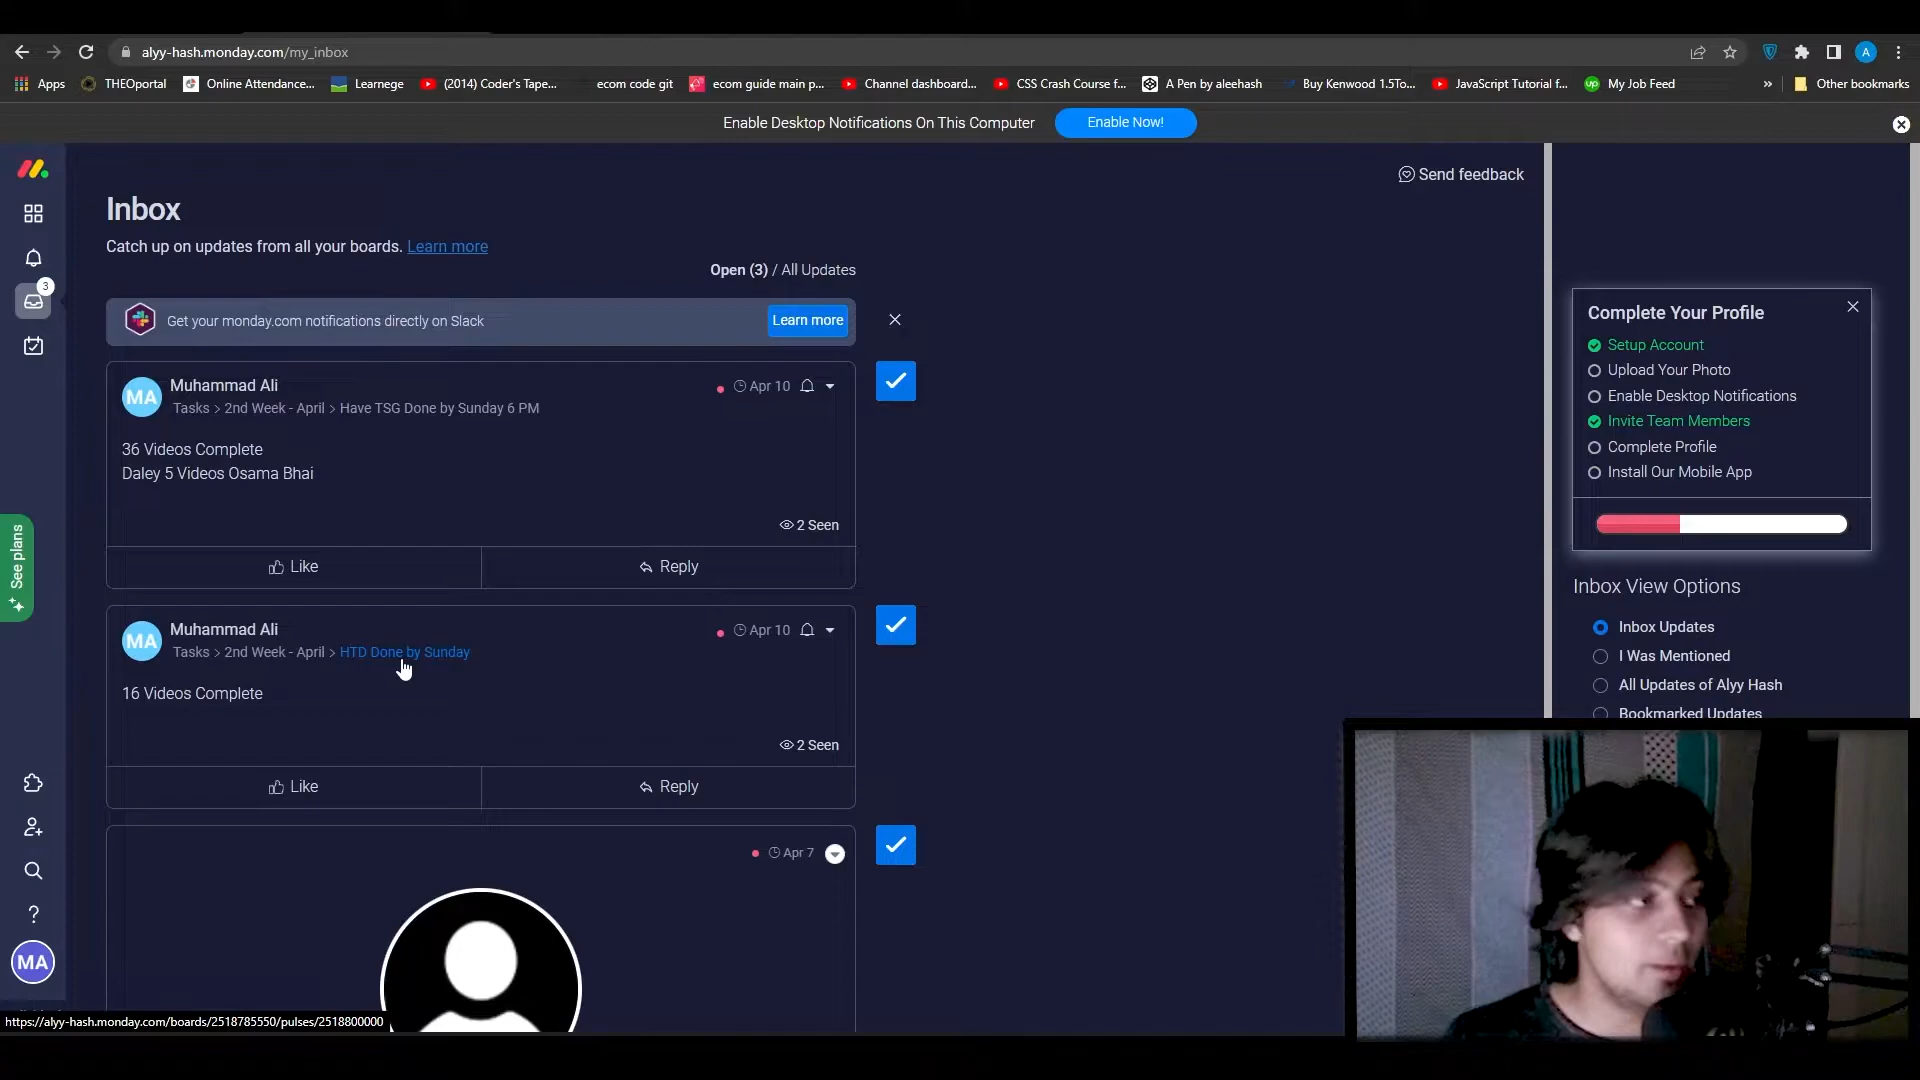 alyy-hash.monday.com/my_inbox
A
Apps
THEOportal
Online Attendance...
Learnege
(2014) Coder's Tape...
ecom code git
ecom guide main p...
Channel dashboard...
CSS Crash Course f...
A Pen by aleehash
Buy Kenwood 1.5To...
JavaScript Tutorial f...
up My Job Feed
»
Other bookmarks
Enable Desktop Notifications On This Computer
Enable Now!
Send feedback
Inbox
Catch up on updates from all your boards. Learn more
Open (3) / All Updates
3
Get your monday.com notifications directly on Slack
Learn more
MA
Muhammad Ali
Apr 10
Tasks > 2nd Week - April > Have TSG Done by Sunday 6 PM
36 Videos Complete
Daley 5 Videos Osama Bhai
2 Seen
Like
Reply
MA
Muhammad Ali
Apr 10
Tasks > 2nd Week - April > HTD Done by Sunday
16 Videos Complete
2 Seen
Like
Reply
Apr 7
See plans
?
MA
Complete Your Profile
Setup Account
Upload Your Photo
Enable Desktop Notifications
Invite Team Members
Complete Profile
Install Our Mobile App
Inbox View Options
Inbox Updates
I Was Mentioned
All Updates of Alyy Hash
Bookmarked Updates
https://alyy-hash.monday.com/boards/2518785550/pulses/2518800000